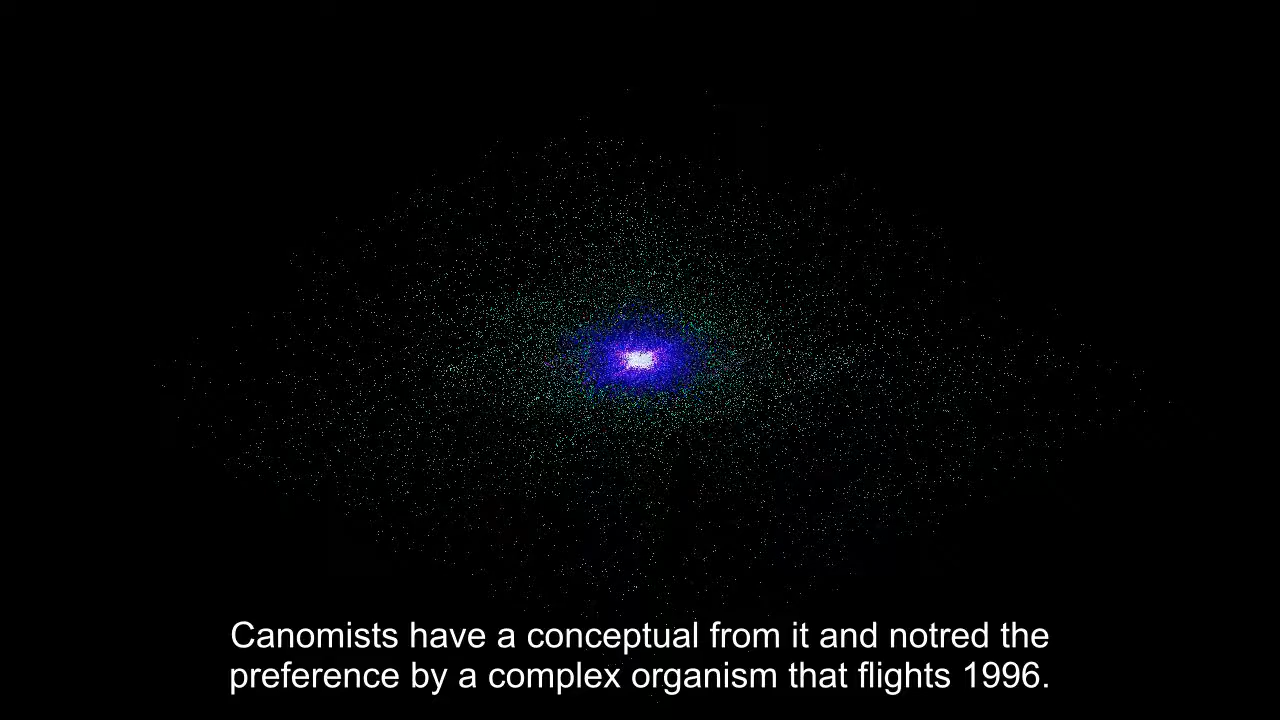 Canomists have a conceptual from it and notred the
preference by a complex organism that flights 1996.